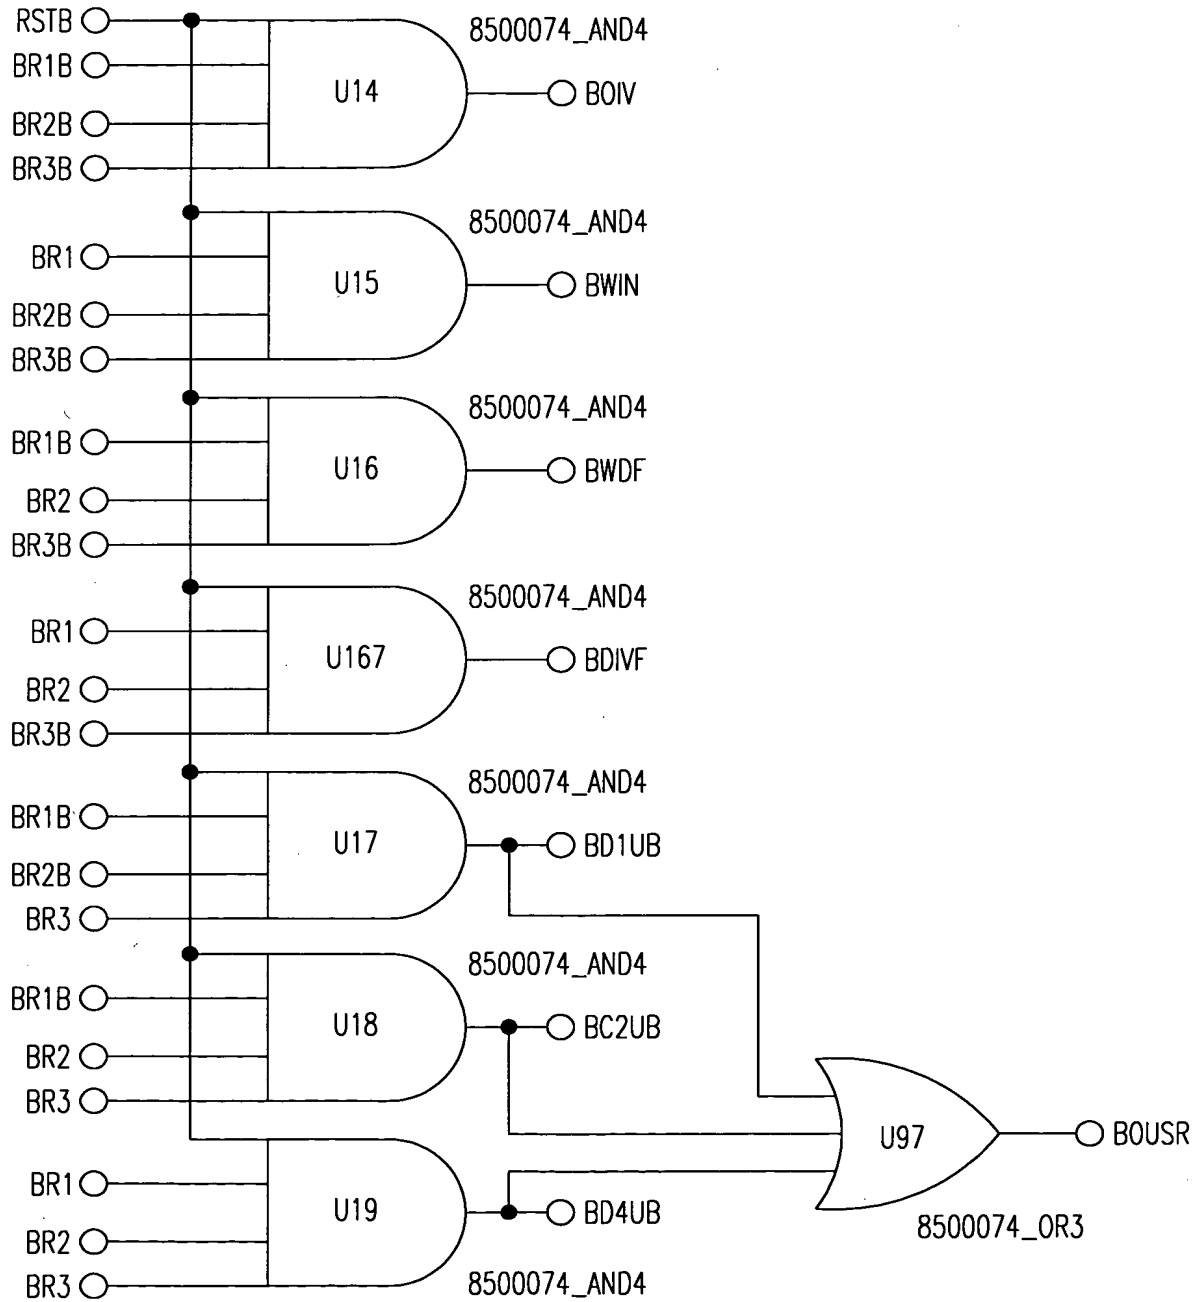 RSTB
8500074_AND4
BR1B
U14
BOIV
BR2B
BR3B
8500074_AND4
BR1
U15
BWIN
BR2B
BR3B
8500074_AND4
BR1B
U16
BWDF
BR2
BR3B
8500074_AND4
BR1
U167
BDIVF
BR2
BR3B
8500074_AND4
BR1B
U17
BD1UB
BR2B
BR3
8500074_AND4
BR1B
U18
BC2UB
BR2
BR3
U97
BOUSR
BR1
U19
BD4UB
8500074_OR3
BR2
BR3
8500074_AND4